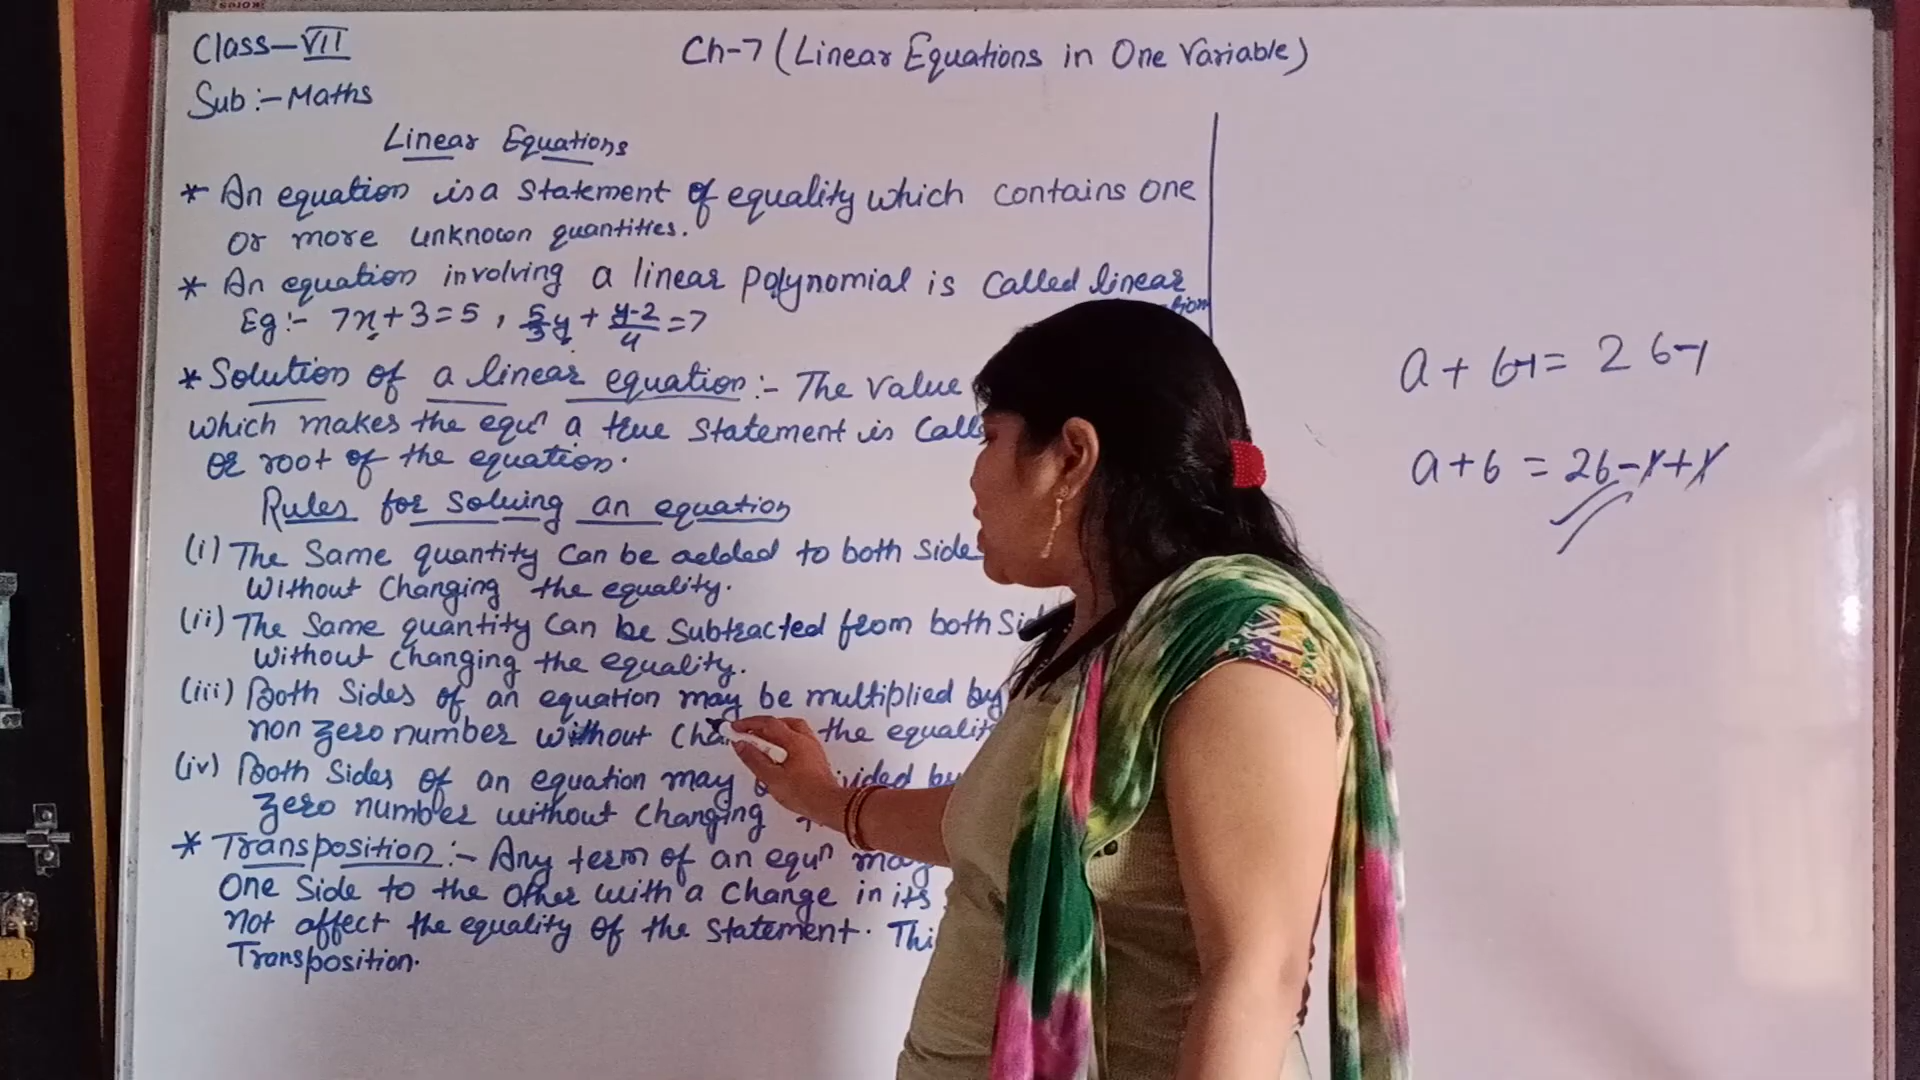 Class - VII
Ch-7 (Linear Equations in One Variable)
Sub :- Maths
Linear Equations
* An equation is a statement of equality which contains one
or more unknown quantities.
* An equation involving a linear polynomial is called linear
Eg :- 7x + 3 = 5 , 5/3 y + y-2/4 = 7
* Solution of a linear equation :- The value
which makes the equn a true statement is
or root of the equation.
Rules for solving an equation
(i) The same quantity can be added to both side
without changing the equality.
(ii) The same quantity can be subtracted from both
without changing the equality.
(iii) Both sides of an equation may be multiplied by
non zero number without the
(iv) Both sides of an equation may by
zero number without changing
* Transposition :- Any term of an equn may
one side to the other with a change in its
not affect the equality of the statement.
Transposition.
a + 6-1 = 26-1
a + 6 = 26-1+1